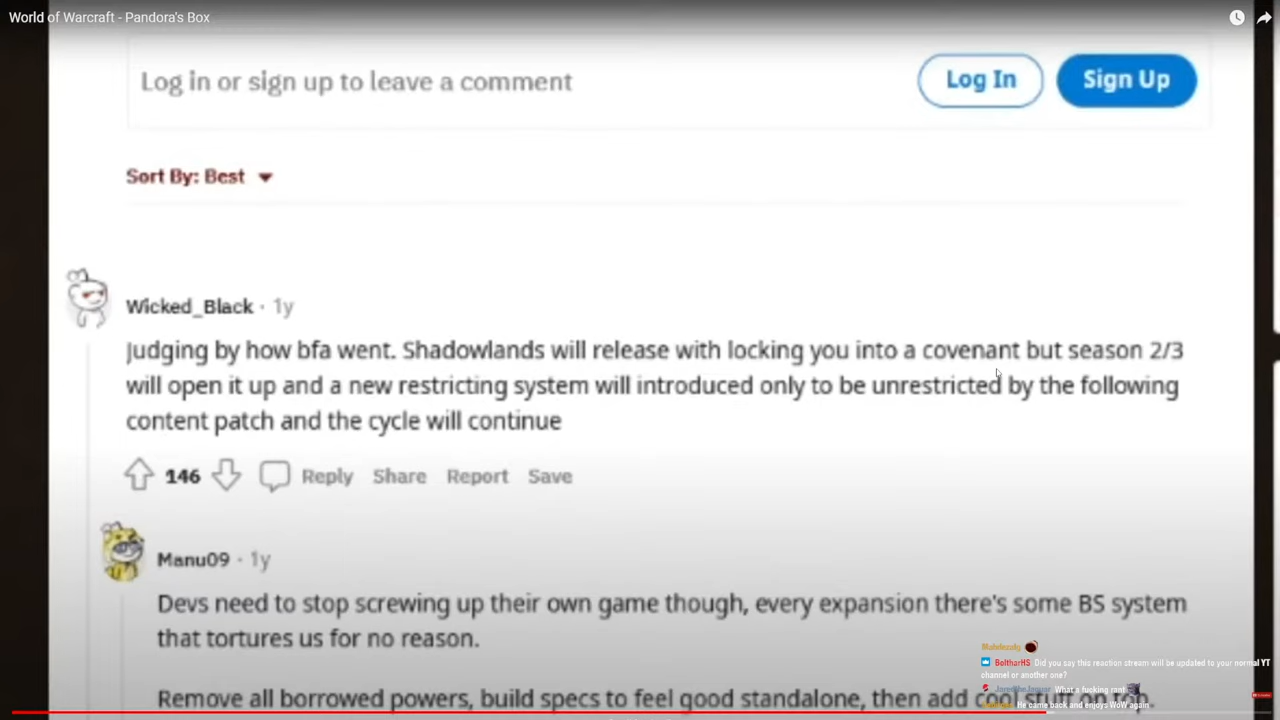 World of Warcraft - Pandora's Box
Log in or sign up to leave a comment
Log In
Sign Up
Sort By: Best
Wicked_Black · 1y
Judging by how bfa went. Shadowlands will release with locking you into a covenant but season 2/3
will open it up and a new restricting system will introduced only to be unrestricted by the following
content patch and the cycle will continue
146 Reply Share Report Save
Manu09 · 1y
Devs need to stop screwing up their own game though, every expansion there's some BS system
that tortures us for no reason.
BoltharHS Did you say this reaction stream will be updated to your normal YT
channel or another one?
What a fucking rant
Remove all borrowed powers, build specs to feel good standalone, then add
He came back and enjoys WoW again